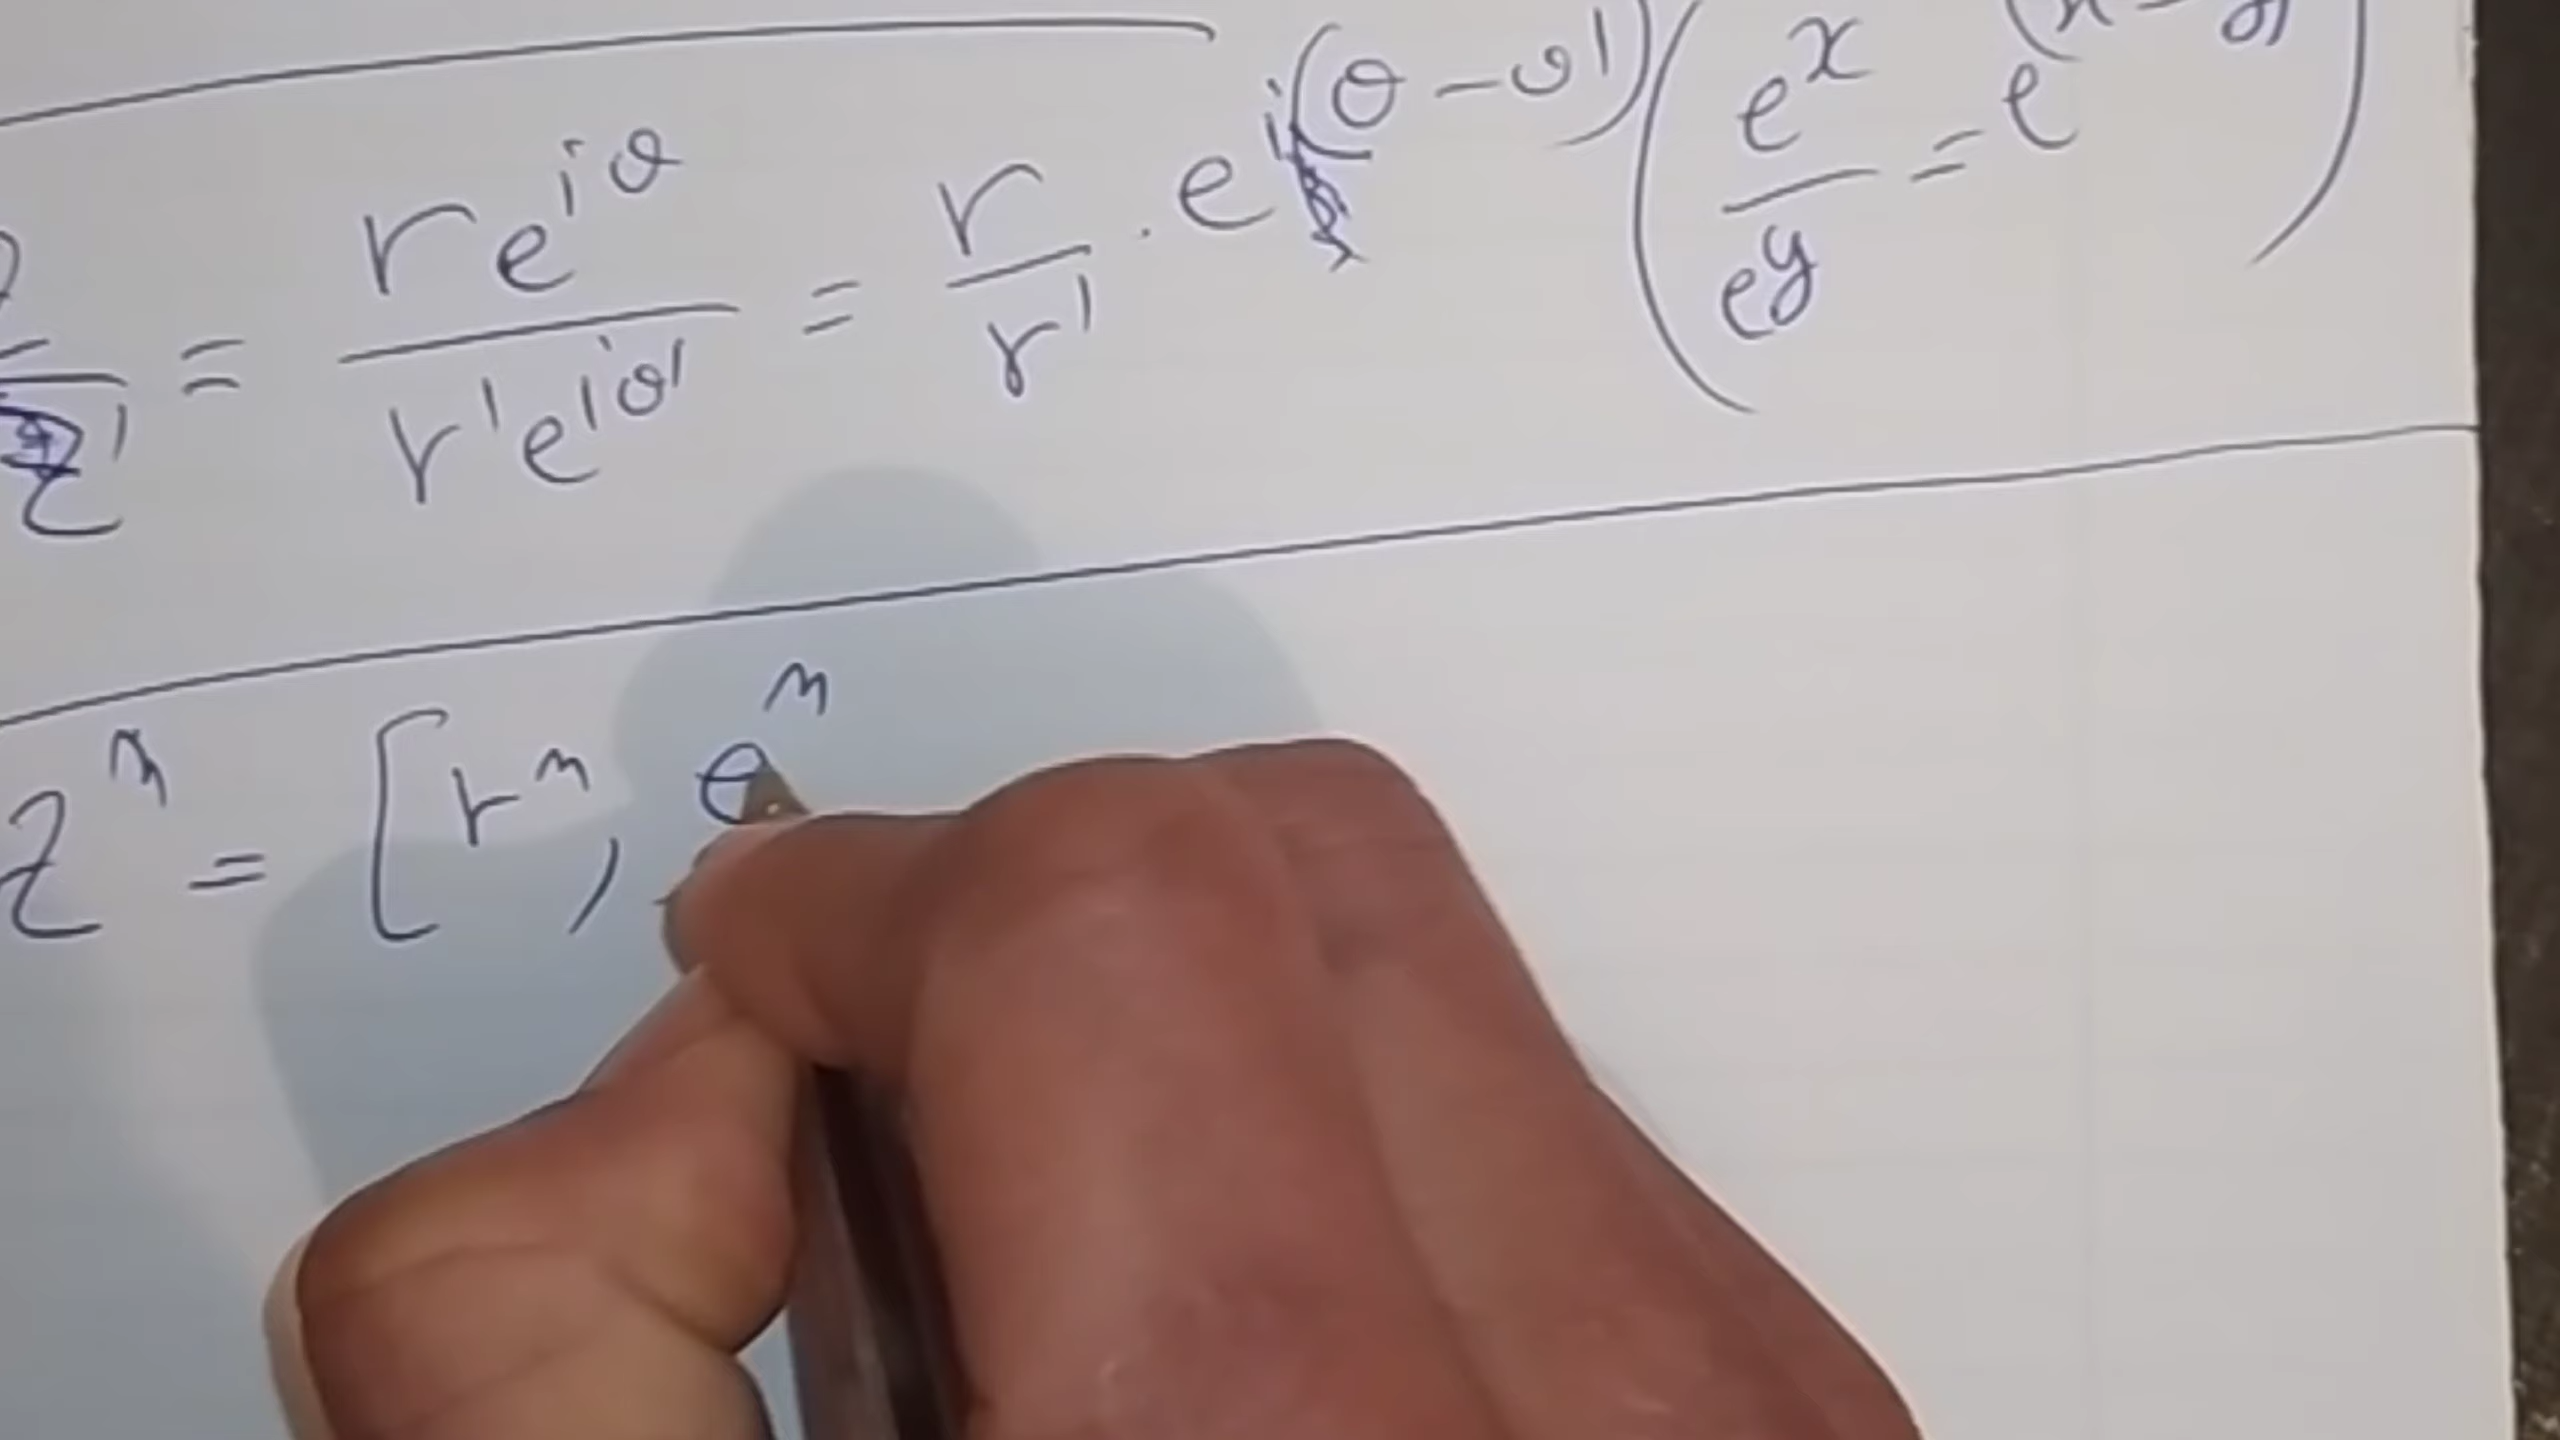 z/z' = re^{iθ}/r'e^{iθ'} = r/r' . e^{i(θ-θ')} (e^x/e^y = e^{(x-y)})
z^n = [r^n, e^n